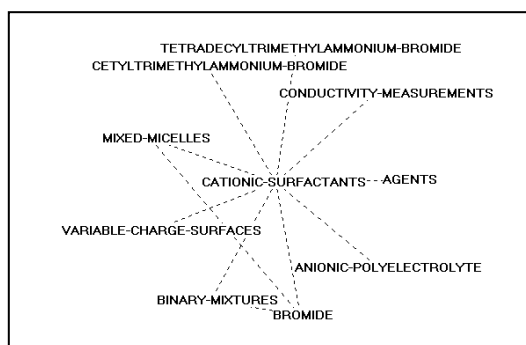 TETRADECYLTRIMETHYLAMMONIUM-BROMIDE
CETYLTRIMETHYLAMMONIUM-BROMIDE
CONDUCTIVITY-MEASUREMENTS
MIXED-MICELLES
CATIONIC-SURFACTANTS
AGENTS
VARIABLE-CHARGE-SURFACES
ANIONIC-POLYELECTROLYTE
BINARY-MIXTURES
BROMIDE